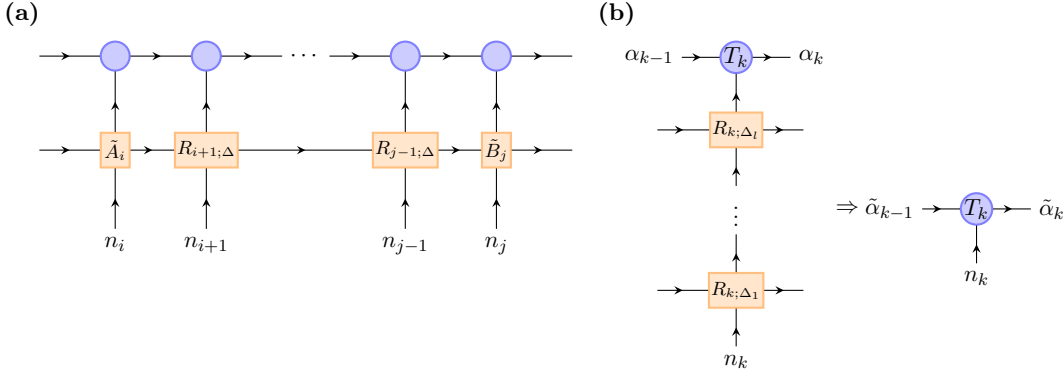 (a)
· · ·
Ã_i R_{i+1;Δ} R_{j−1;Δ} B̃_j
n_i n_{i+1} n_{j−1} n_j
(b)
α_{k−1} T_k α_k
R_{k;Δ_l}
⋮
R_{k;Δ_1}
n_k
⇒ α̃_{k−1} T_k α̃_k
n_k